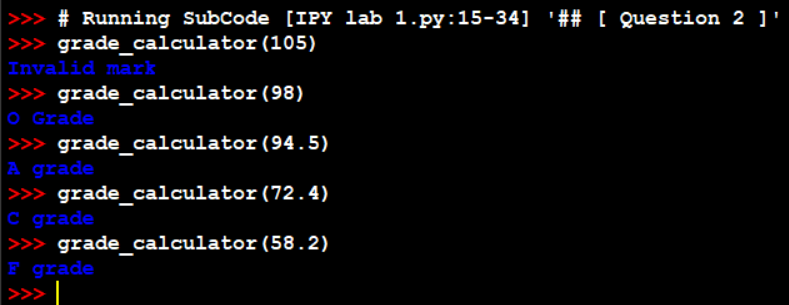 >>> # Running SubCode [IPY lab 1.py:15-34] '## [ Question 2 ]'
>>> grade_calculator(105)
Invalid mark
>>> grade_calculator(98)
O Grade
>>> grade_calculator(94.5)
A grade
>>> grade_calculator(72.4)
C grade
>>> grade_calculator(58.2)
F grade
>>>